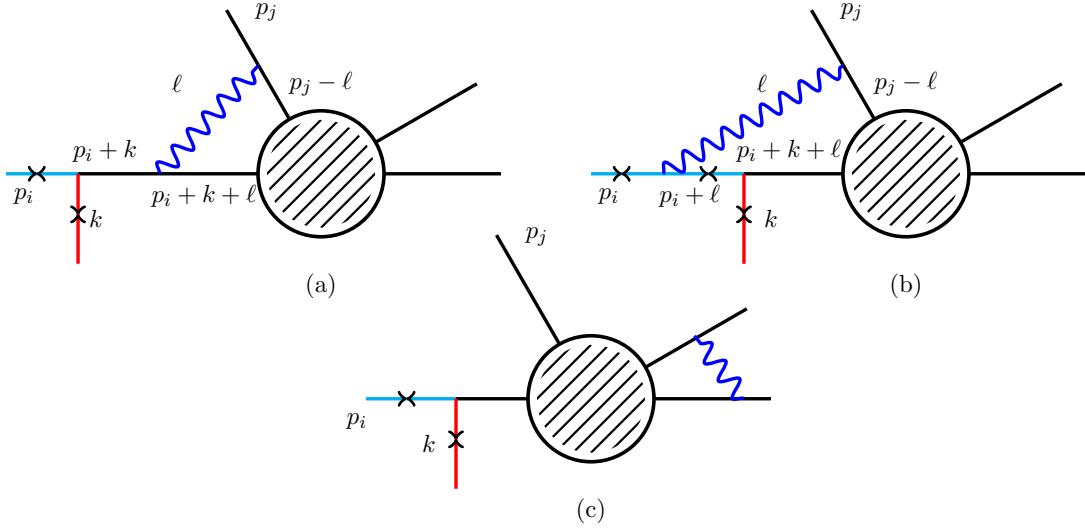 p_j
p_j
ℓ
p_j − ℓ
ℓ
p_j − ℓ
p_i + k
p_i + k + ℓ
p_i
p_i + k + ℓ
p_i
p_i + ℓ
k
k
p_j
(a)
(b)
p_i
k
(c)